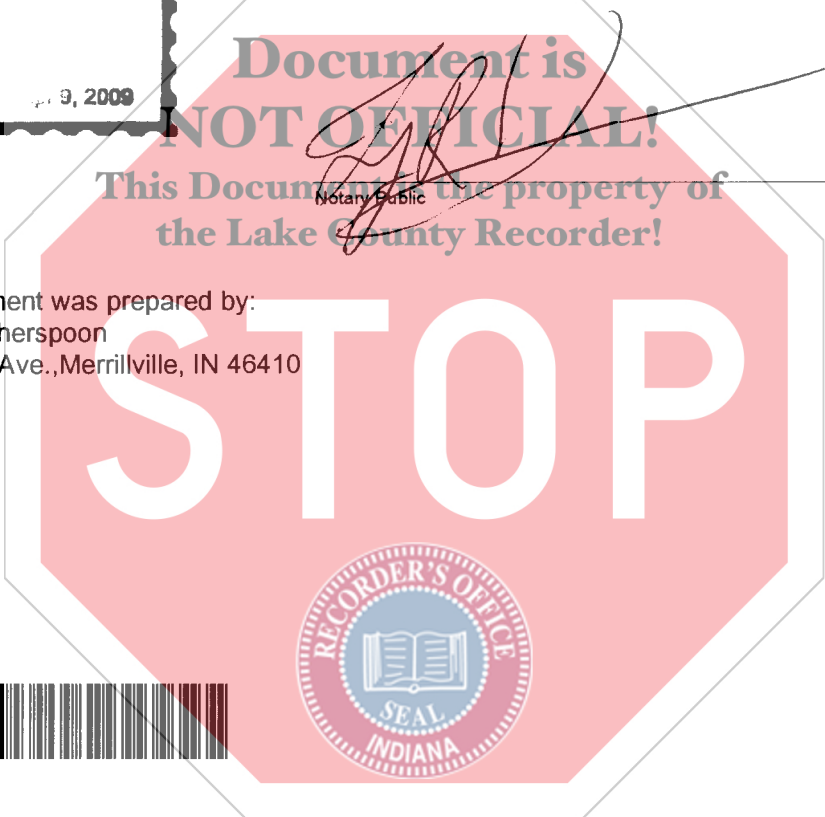 Document is
9, 2009
NOT OFFICIAL!
This Document is the property of
Notary Public
the Lake County Recorder!
ment was prepared by:
herspoon
Ave.,Merrillville, IN 46410
STOP
RECORDER'S OFFICE
SEAL
INDIANA